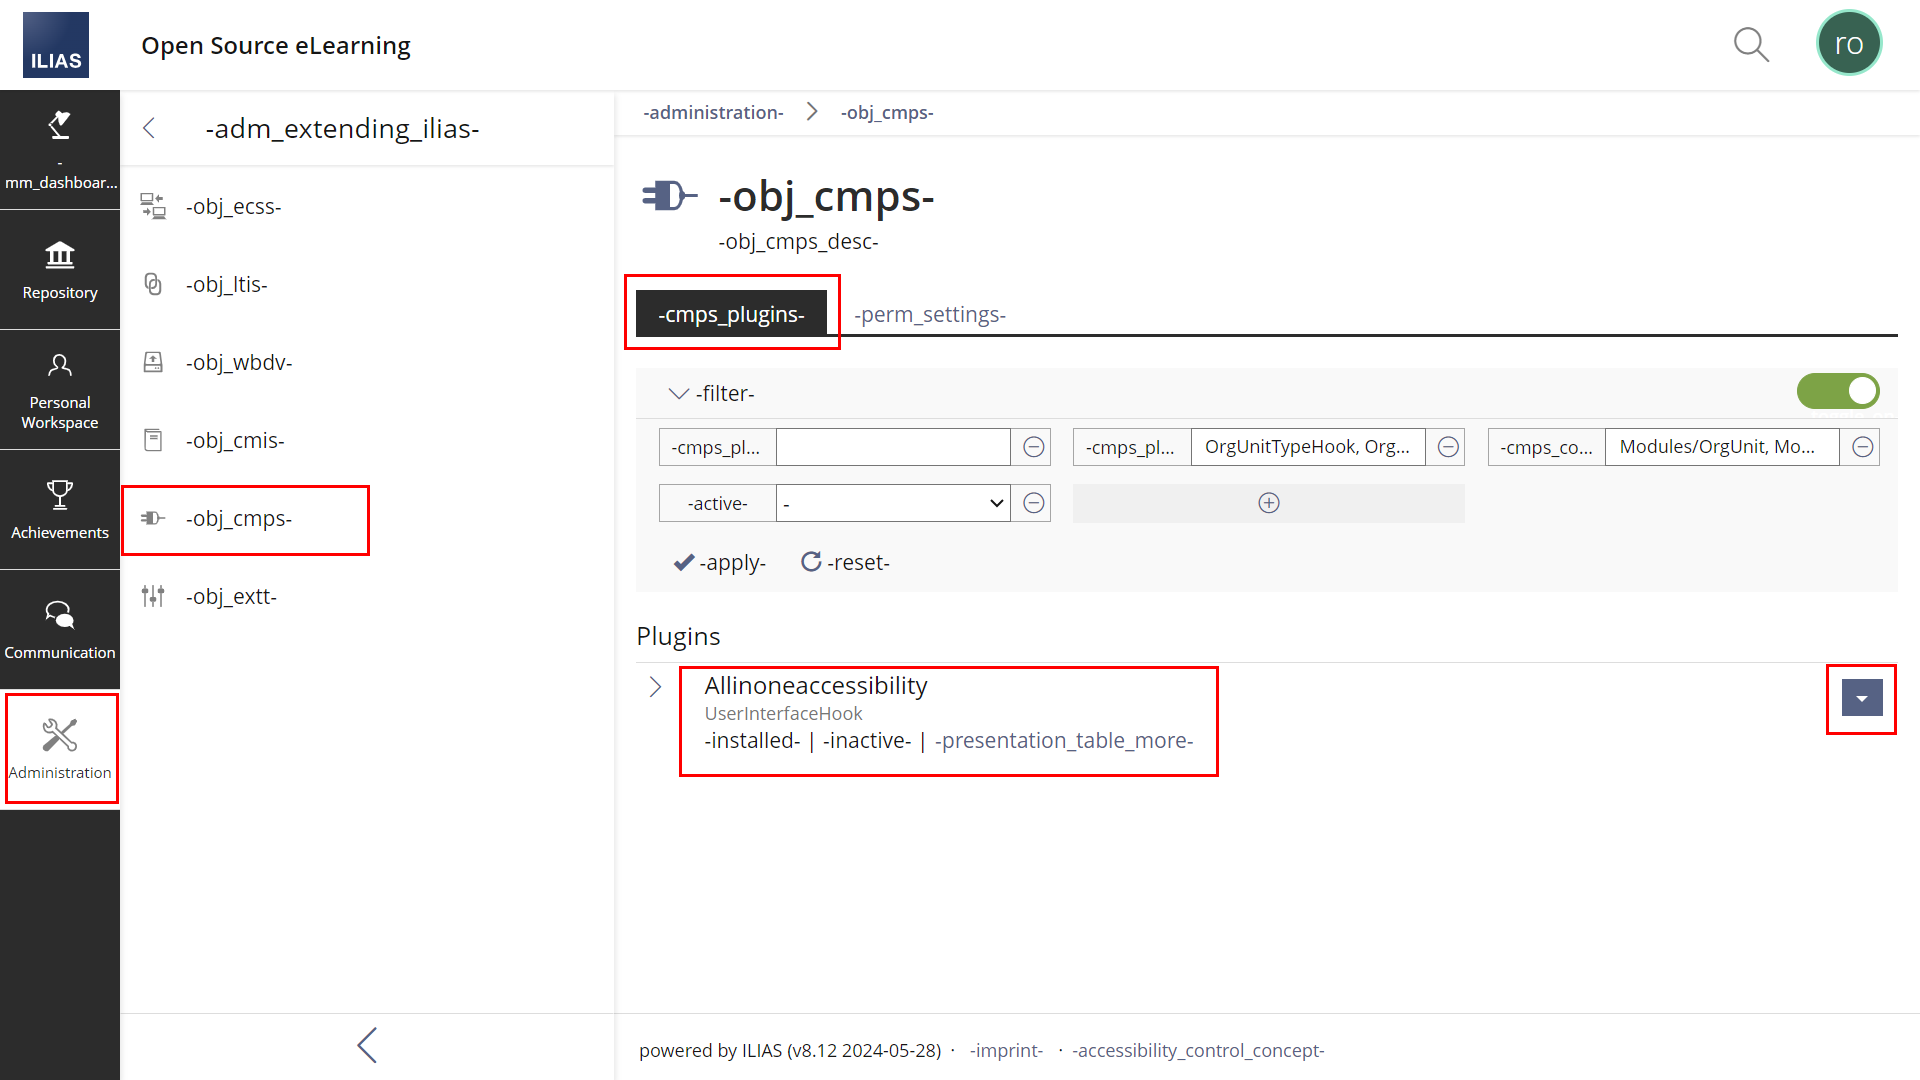 ILIAS
Open Source eLearning
ro
-
mm_dashboar...
Repository
Personal
Workspace
Achievements
Communication
Administration
-adm_extending_ilias-
-obj_ecss-
-obj_ltis-
-obj_wbdv-
-obj_cmis-
-obj_cmps-
-obj_extt-
-administration- -obj_cmps-
-obj_cmps-
-obj_cmps_desc-
-cmps_plugins- -perm_settings-
-filter-
-cmps_pl... -cmps_pl... OrgUnitTypeHook, Org... -cmps_co... Modules/OrgUnit, Mo...
-active- -
-apply- -reset-
Plugins
Allinoneaccessibility
UserInterfaceHook
-installed- | -inactive- | -presentation_table_more-
powered by ILIAS (v8.12 2024-05-28) · -imprint- · -accessibility_control_concept-